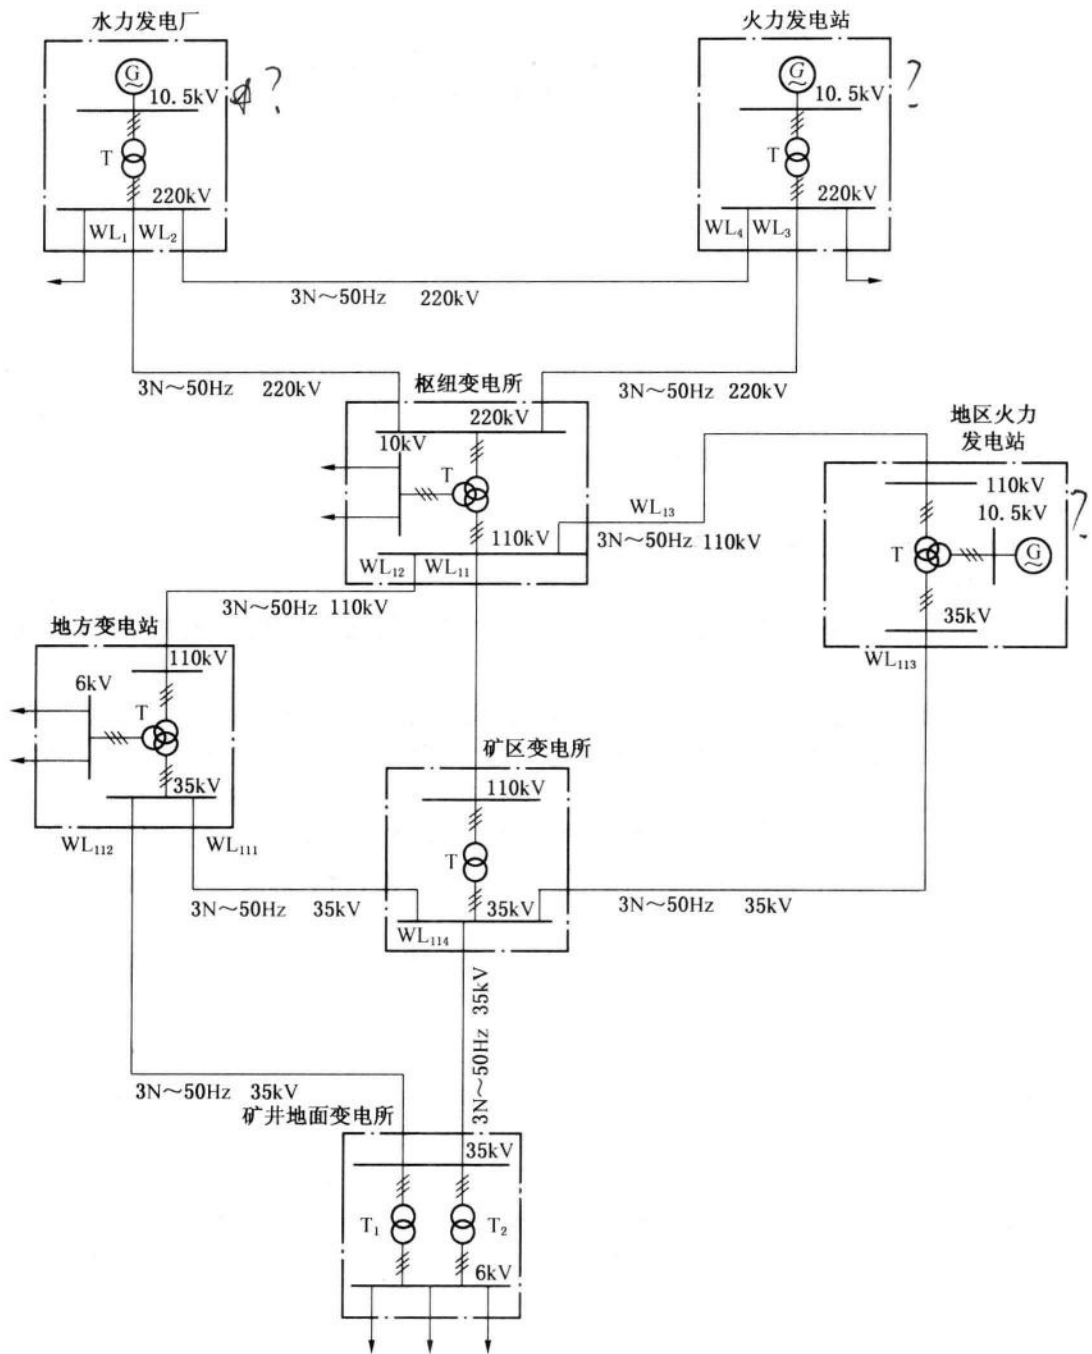 水力发电厂
G
10.5kV
?
T
220kV
WL₁
WL₂
火力发电站
G
10.5kV
?
T
220kV
WL₄
WL₃
3N～50Hz 220kV
3N～50Hz 220kV
枢纽变电所
3N～50Hz 220kV
220kV
10kV
T
110kV
WL₁₂
WL₁₁
WL₁₃
3N～50Hz 110kV
地区火力
发电站
110kV
10.5kV
?
T
G
35kV
WL₁₁₃
3N～50Hz 110kV
地方变电站
110kV
6kV
T
35kV
WL₁₁₂
WL₁₁₁
矿区变电所
110kV
T
35kV
WL₁₁₄
3N～50Hz 35kV
3N～50Hz 35kV
3N～50Hz 35kV
3N～50Hz 35kV
矿井地面变电所
35kV
T₁
T₂
6kV